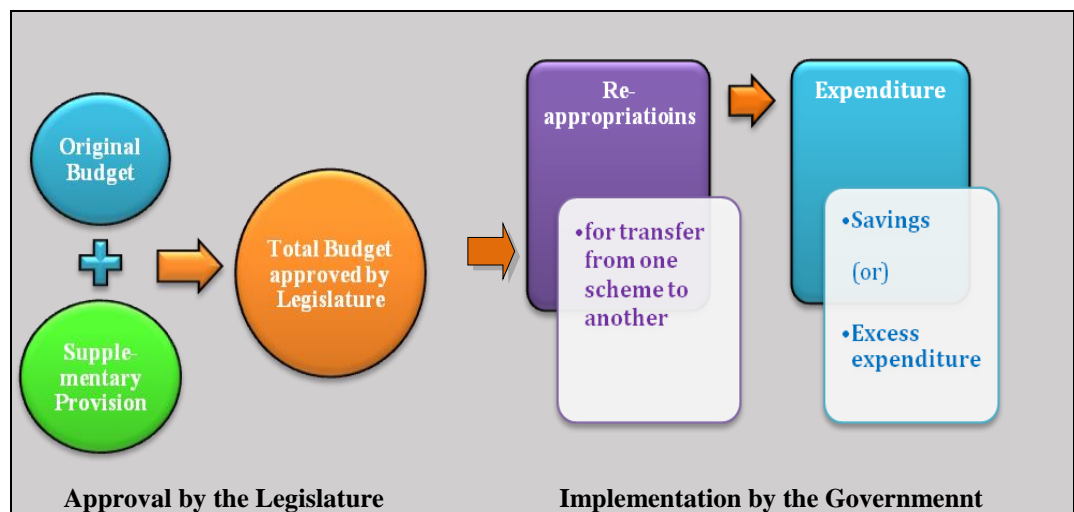 Original
Budget
Supple-
mentary
Provision
Total Budget
approved by
Legislature
Re-
appropriatioins
•for transfer
from one
scheme to
another
Expenditure
•Savings
(or)
•Excess
expenditure
Approval by the Legislature
Implementation by the Governmennt